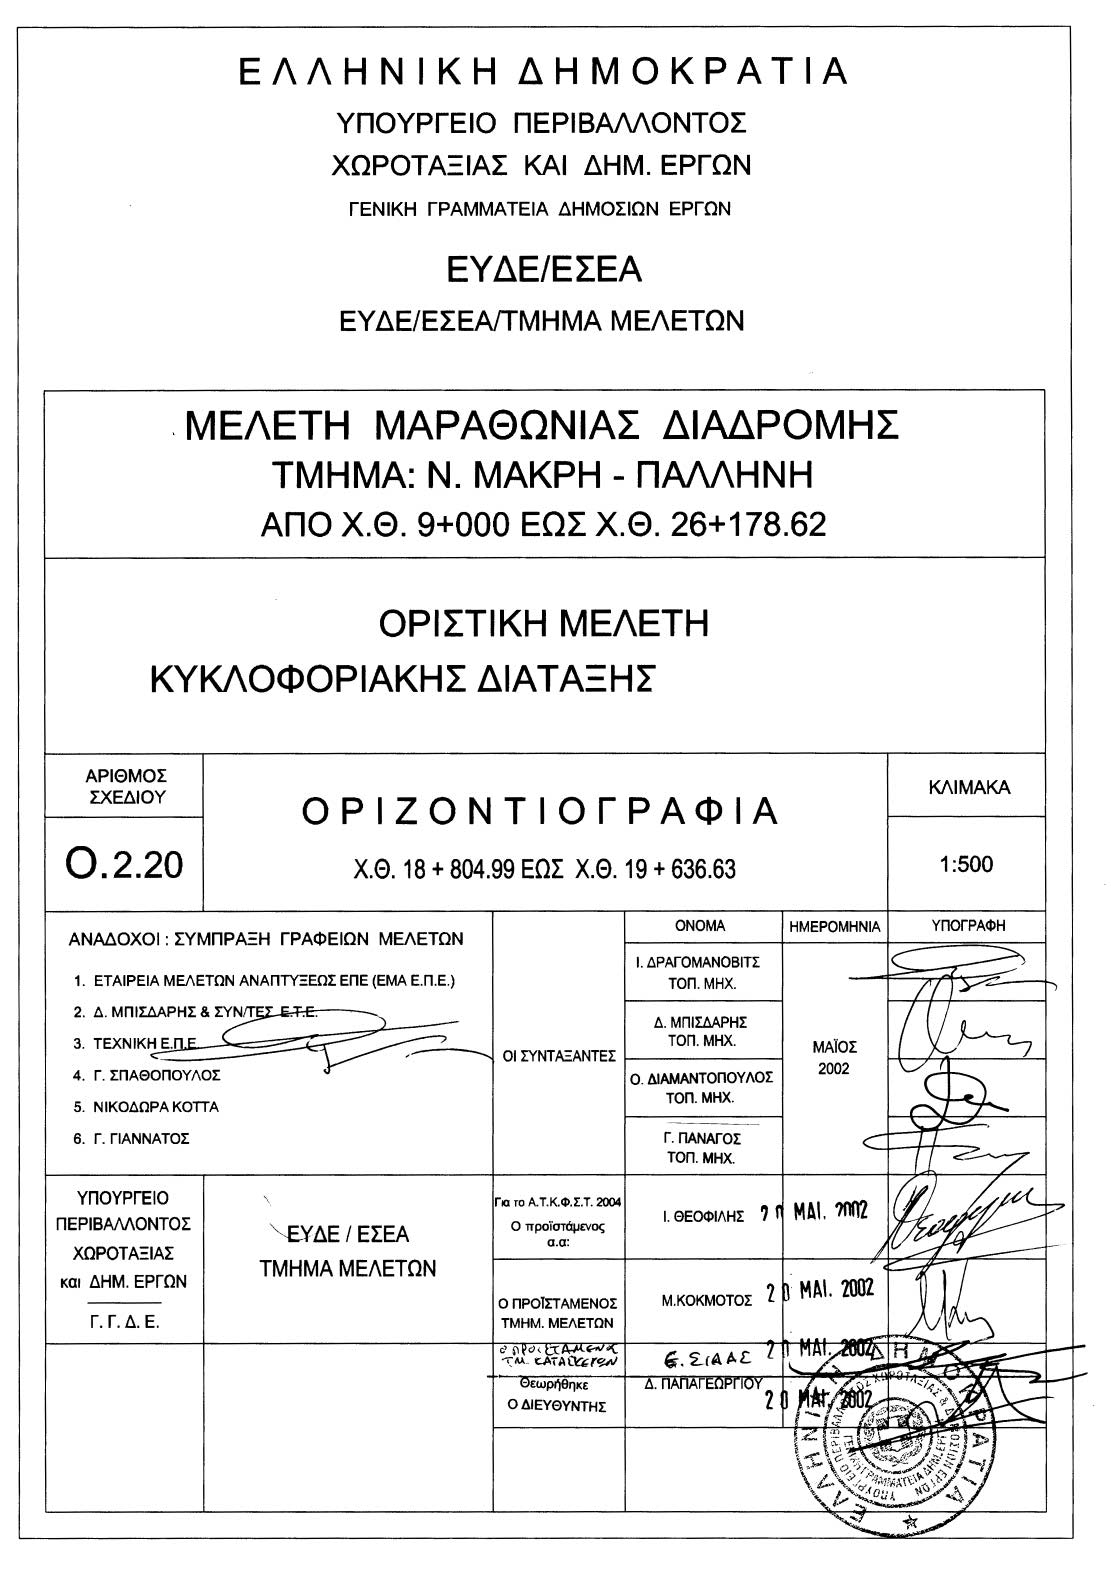 ΕΛΛΗΝΙΚΗ ΔΗΜΟΚΡΑΤΙΑ
ΥΠΟΥΡΓΕΙΟ ΠΕΡΙΒΑΛΛΟΝΤΟΣ
ΧΩΡΟΤΑΞΙΑΣ ΚΑΙ ΔΗΜ. ΕΡΓΩΝ
ΓΕΝΙΚΗ ΓΡΑΜΜΑΤΕΙΑ ΔΗΜΟΣΙΩΝ ΕΡΓΩΝ
ΕΥΔΕ/ΕΣΕΑ
ΕΥΔΕ/ΕΣΕΑ/ΤΜΗΜΑ ΜΕΛΕΤΩΝ
ΜΕΛΕΤΗ ΜΑΡΑΘΩΝΙΑΣ ΔΙΑΔΡΟΜΗΣ
ΤΜΗΜΑ: Ν. ΜΑΚΡΗ - ΠΑΛΛΗΝΗ
ΑΠΟ Χ.Θ. 9+000 ΕΩΣ Χ.Θ. 26+178.62
ΟΡΙΣΤΙΚΗ ΜΕΛΕΤΗ
ΚΥΚΛΟΦΟΡΙΑΚΗΣ ΔΙΑΤΑΞΗΣ
ΑΡΙΘΜΟΣ
ΣΧΕΔΙΟΥ
Ο.2.20
ΟΡΙΖΟΝΤΙΟΓΡΑΦΙΑ
Χ.Θ. 18 + 804.99 ΕΩΣ Χ.Θ. 19 + 636.63
ΚΛΙΜΑΚΑ
1:500
ΑΝΑΔΟΧΟΙ : ΣΥΜΠΡΑΞΗ ΓΡΑΦΕΙΩΝ ΜΕΛΕΤΩΝ
1. ΕΤΑΙΡΕΙΑ ΜΕΛΕΤΩΝ ΑΝΑΠΤΥΞΕΩΣ ΕΠΕ (ΕΜΑ Ε.Π.Ε.)
2. Δ. ΜΠΙΣΔΑΡΗΣ & ΣΥΝ/ΤΕΣ Ε.Τ.Ε.
3. ΤΕΧΝΙΚΗ Ε.Π.Ε.
4. Γ. ΣΠΑΘΟΠΟΥΛΟΣ
5. ΝΙΚΟΔΩΡΑ ΚΟΤΤΑ
6. Γ. ΓΙΑΝΝΑΤΟΣ
ΟΙ ΣΥΝΤΑΞΑΝΤΕΣ
ΟΝΟΜΑ
ΗΜΕΡΟΜΗΝΙΑ
ΥΠΟΓΡΑΦΗ
Ι. ΔΡΑΓΟΜΑΝΟΒΙΤΣ
ΤΟΠ. ΜΗΧ.
Δ. ΜΠΙΣΔΑΡΗΣ
ΤΟΠ. ΜΗΧ.
Ο. ΔΙΑΜΑΝΤΟΠΟΥΛΟΣ
ΤΟΠ. ΜΗΧ.
Γ. ΠΑΝΑΓΟΣ
ΤΟΠ. ΜΗΧ.
ΜΑΪΟΣ
2002
ΥΠΟΥΡΓΕΙΟ
ΠΕΡΙΒΑΛΛΟΝΤΟΣ
ΧΩΡΟΤΑΞΙΑΣ
και ΔΗΜ. ΕΡΓΩΝ
Γ. Γ. Δ. Ε.
ΕΥΔΕ / ΕΣΕΑ
ΤΜΗΜΑ ΜΕΛΕΤΩΝ
Για το Α.Τ.Κ.Φ.Σ.Τ. 2004
Ο προϊστάμενος
α.α:
Ι. ΘΕΟΦΙΛΗΣ
20 ΜΑΙ. 2002
Ο ΠΡΟΪΣΤΑΜΕΝΟΣ
ΤΜΗΜ. ΜΕΛΕΤΩΝ
Μ.ΚΟΚΜΟΤΟΣ
20 ΜΑΙ. 2002
Ε. ΣΙΔΑΣ
20 ΜΑΙ. 2002
Θεωρήθηκε
Ο ΔΙΕΥΘΥΝΤΗΣ
Δ. ΠΑΠΑΓΕΩΡΓΙΟΥ
20 ΜΑΙ. 2002
ΕΛΛΗΝΙΚΗ ΔΗΜΟΚΡΑΤΙΑ